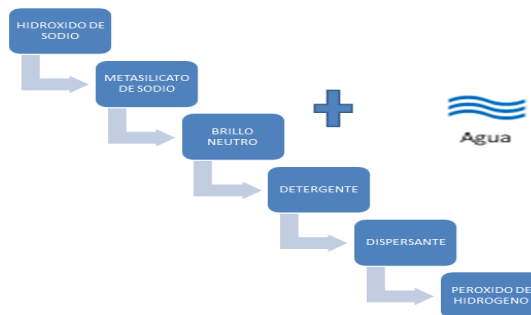 HIDROXIDO DE
SODIO
METASILICATO
DE SODIO
BRILLO
NEUTRO
Agua
DETERGENTE
DISPERSANTE
PEROXIDO DE
HIDROGENO